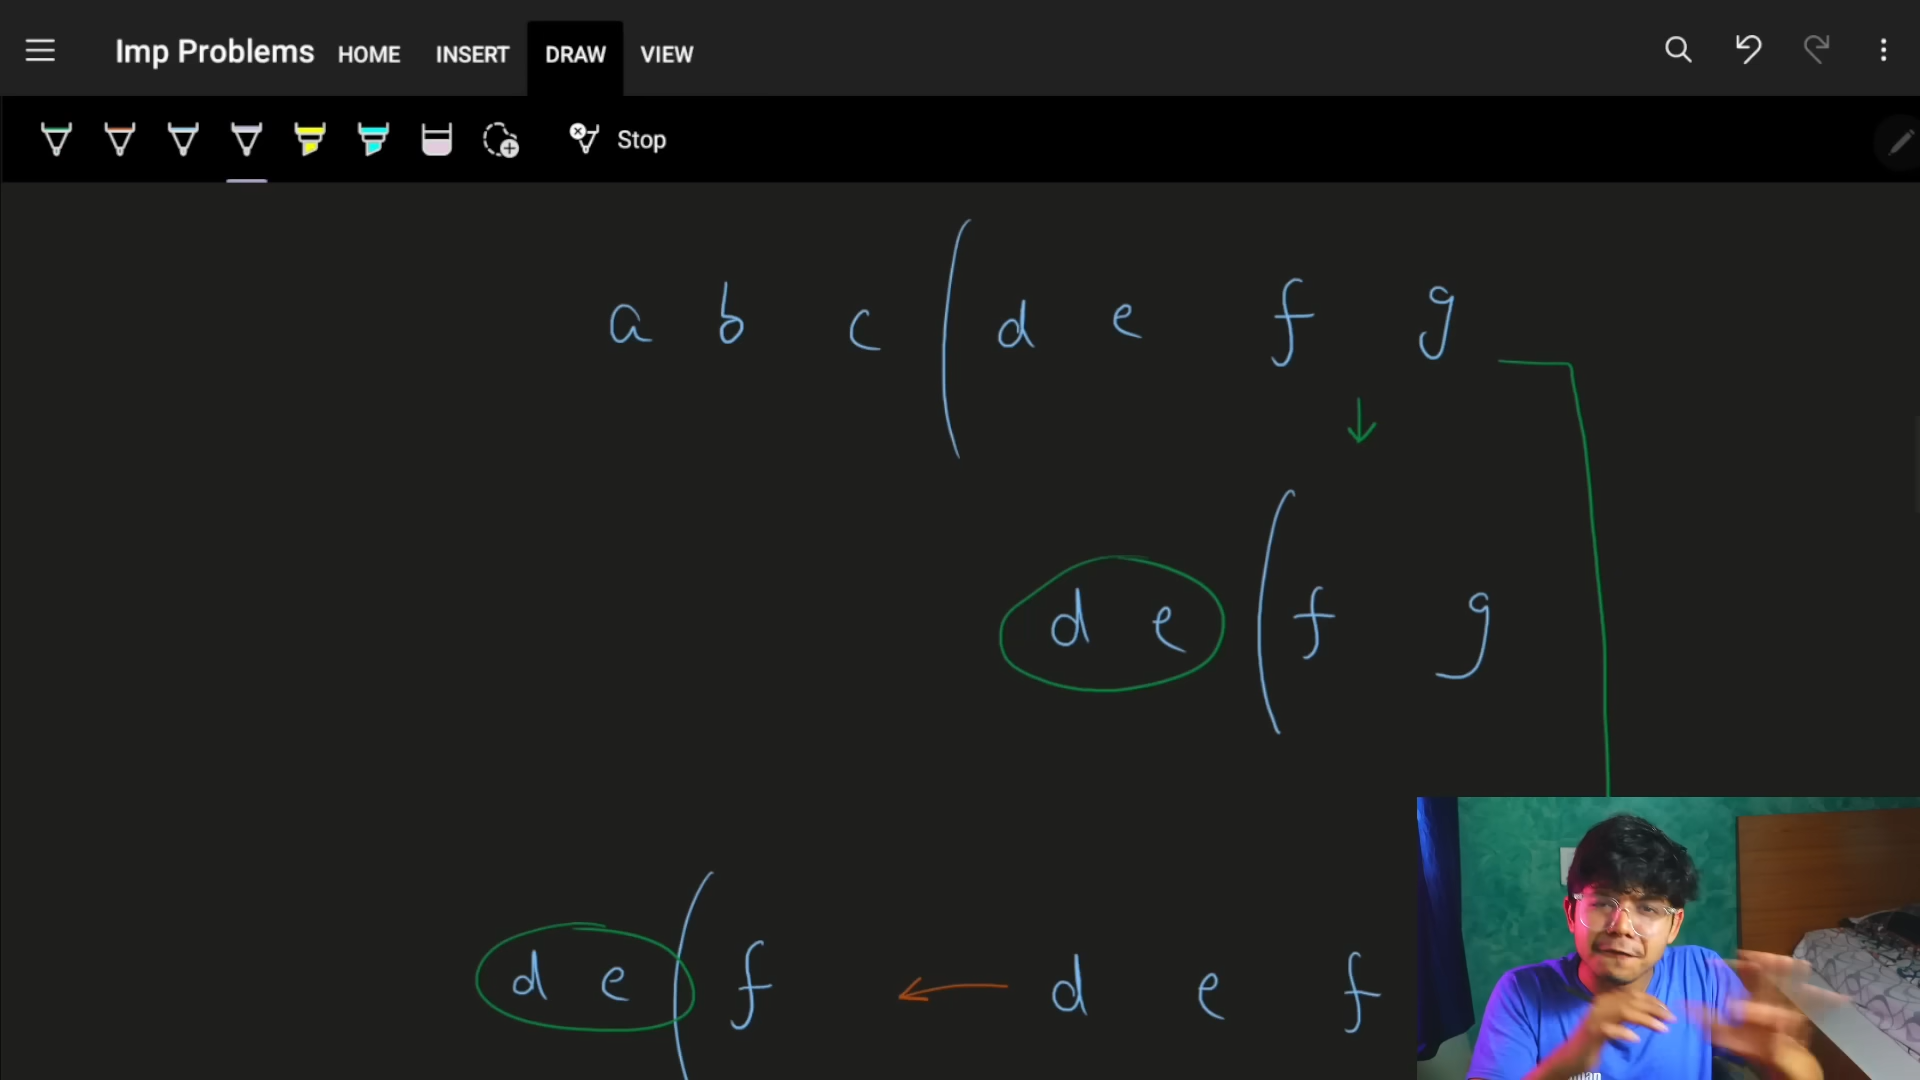 Imp Problems HOME INSERT DRAW VIEW
Stop
a b c ( d e f g
d e ( f g
d e ( f ← d e f